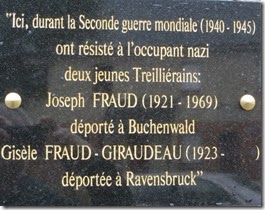 "Ici, durant la Seconde guerre mondiale (1940 - 1945)
ont résisté à l'occupant nazi
deux jeunes Treilliérains:
Joseph FRAUD (1921 - 1969)
déporté à Buchenwald
Gisèle FRAUD - GIRAUDEAU (1923 - )
déportée à Ravensbruck"